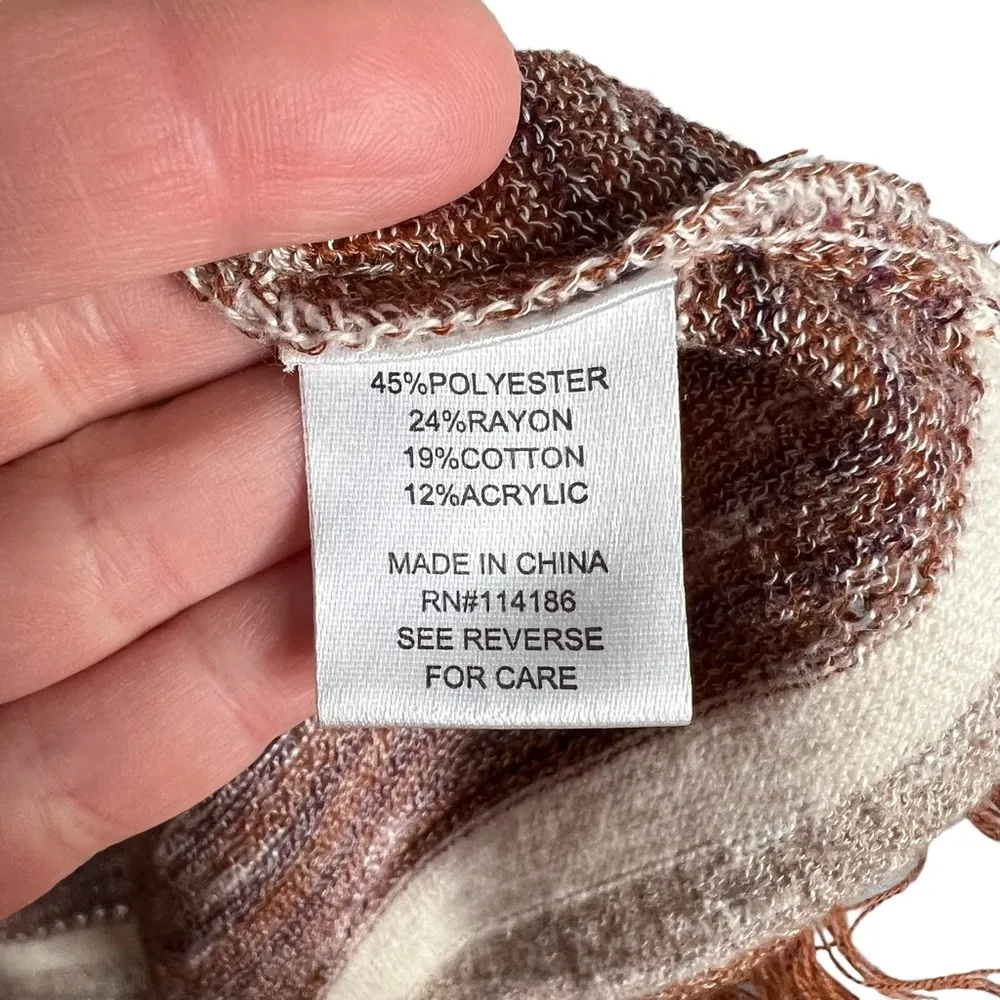 45%POLYESTER
24%RAYON
19%COTTON
12%ACRYLIC
MADE IN CHINA
RN#114186
SEE REVERSE
FOR CARE